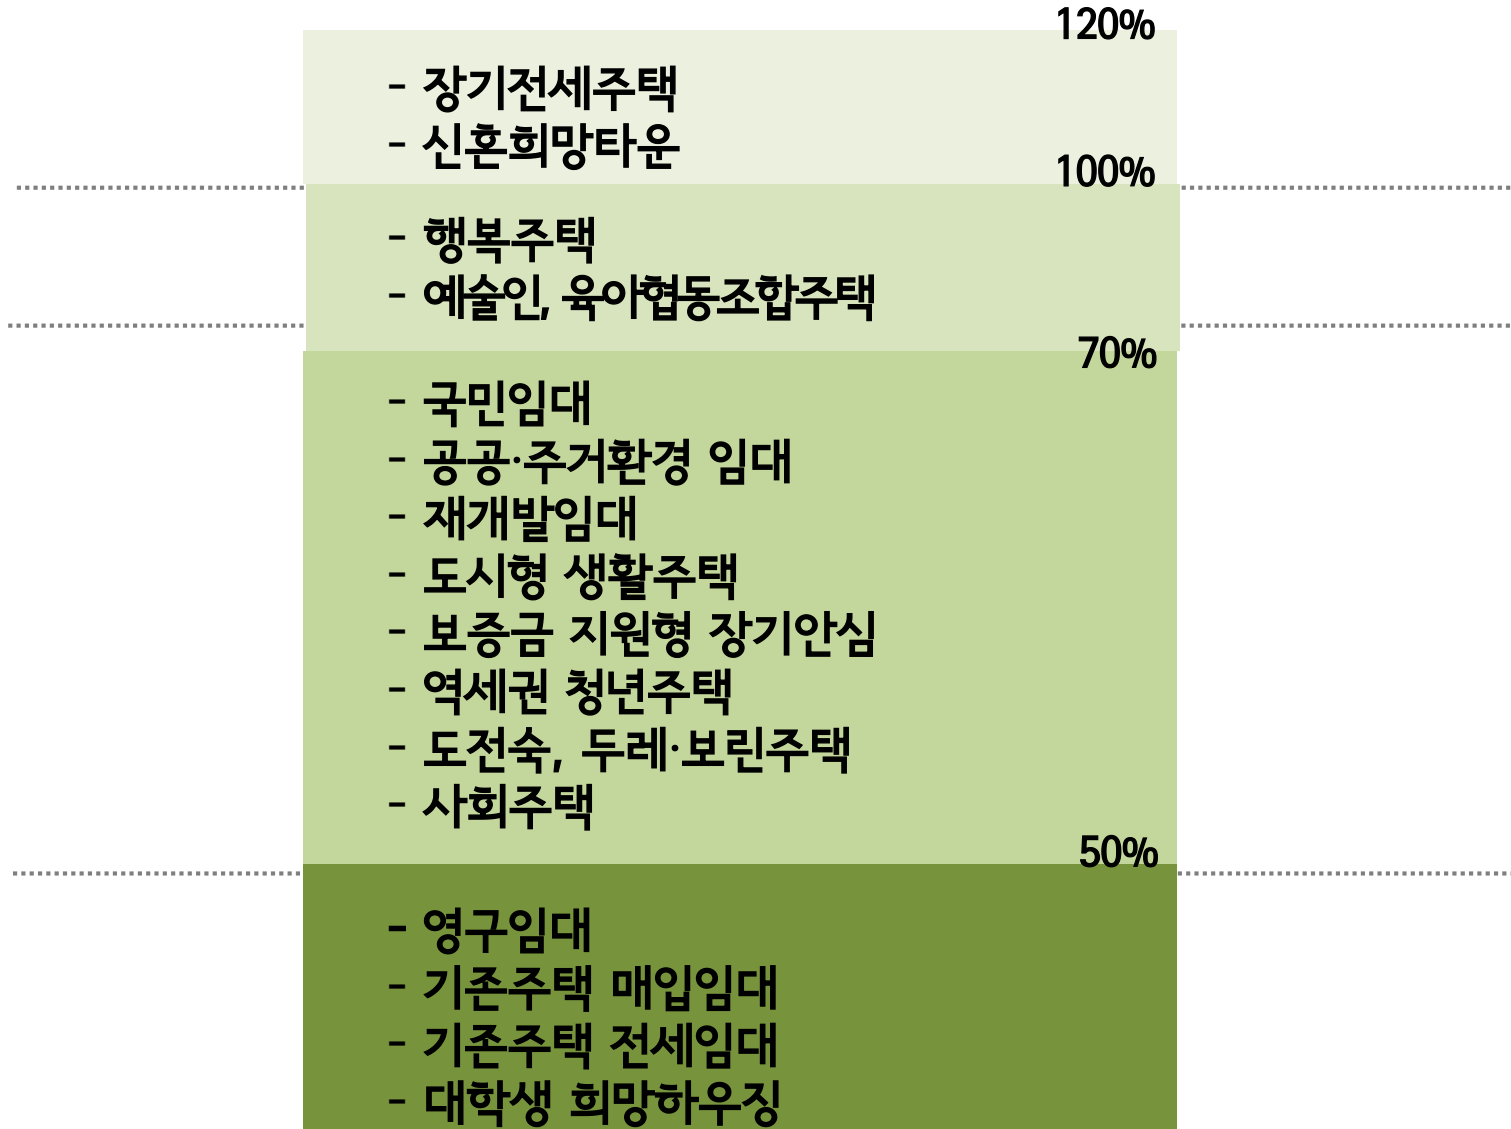 120%
- 장기전세주택
- 신혼희망타운
100%
- 행복주택
- 예술인, 육아협동조합주택
70%
- 국민임대
- 공공·주거환경 임대
- 재개발임대
- 도시형 생활주택
- 보증금 지원형 장기안심
- 역세권 청년주택
- 도전숙, 두레·보린주택
- 사회주택
50%
- 영구임대
- 기존주택 매입임대
- 기존주택 전세임대
- 대학생 희망하우징